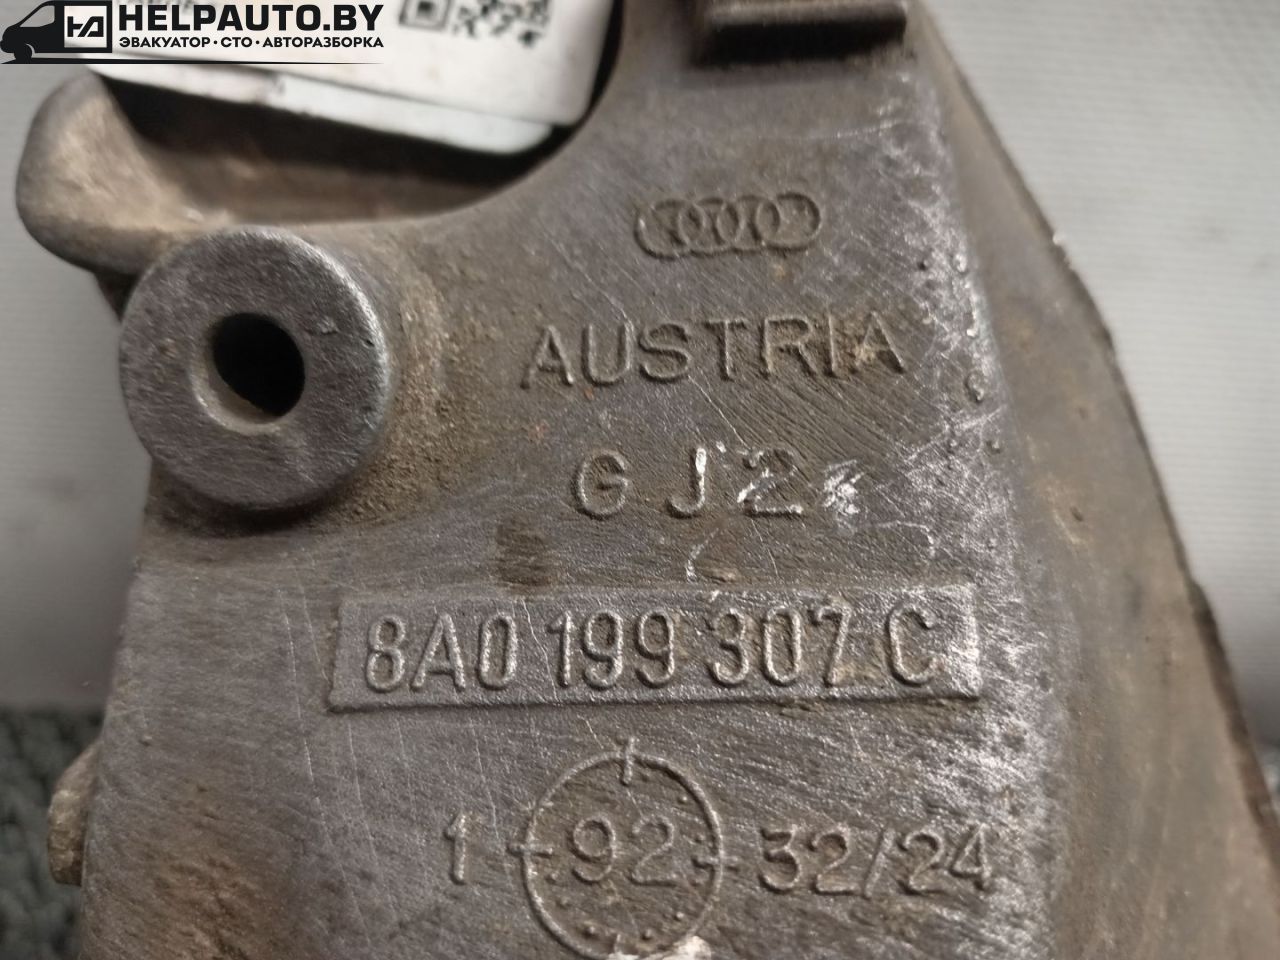 HELPAUTO.BY
ЭВАКУАТОР • СТО • АВТОРАЗБОРКА
AUSTRIA
GJ2
8A0 199 307 C
1 92 32/24